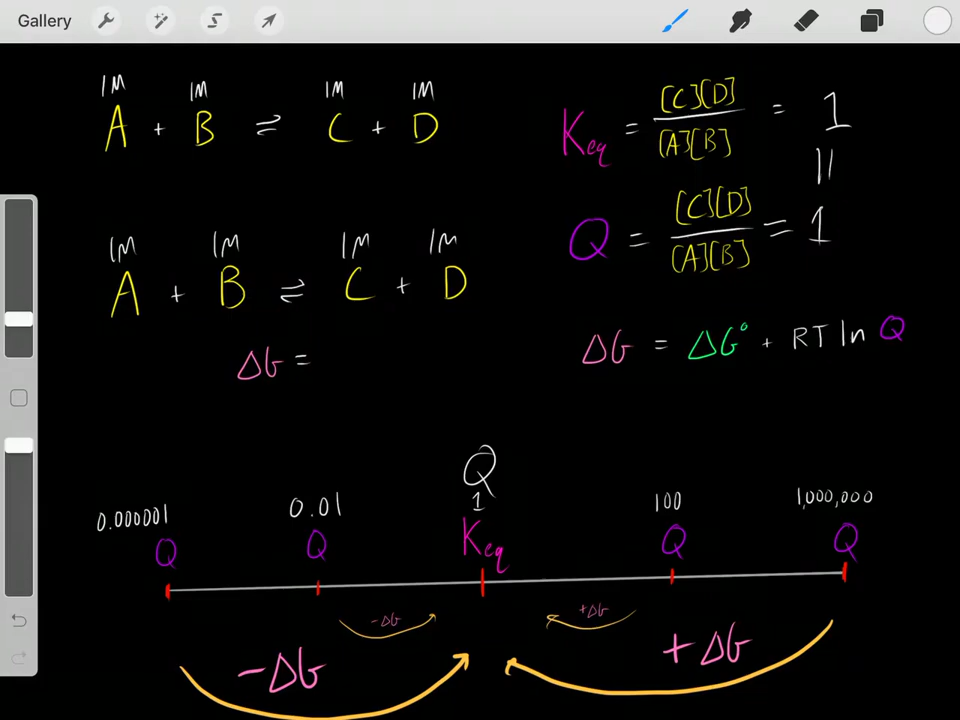 Gallery
1M 1M 1M 1M
A + B ⇌ C + D
Keq = [C][D] / [A][B] = 1
||
Q = [C][D] / [A][B] = 1
1M 1M 1M 1M
A + B ⇌ C + D
ΔG =
ΔG = ΔG° + RT ln Q
Q
0.000001 0.01 1 100 1,000,000
Q Q Keq Q Q
-ΔG +ΔG
-ΔG +ΔG